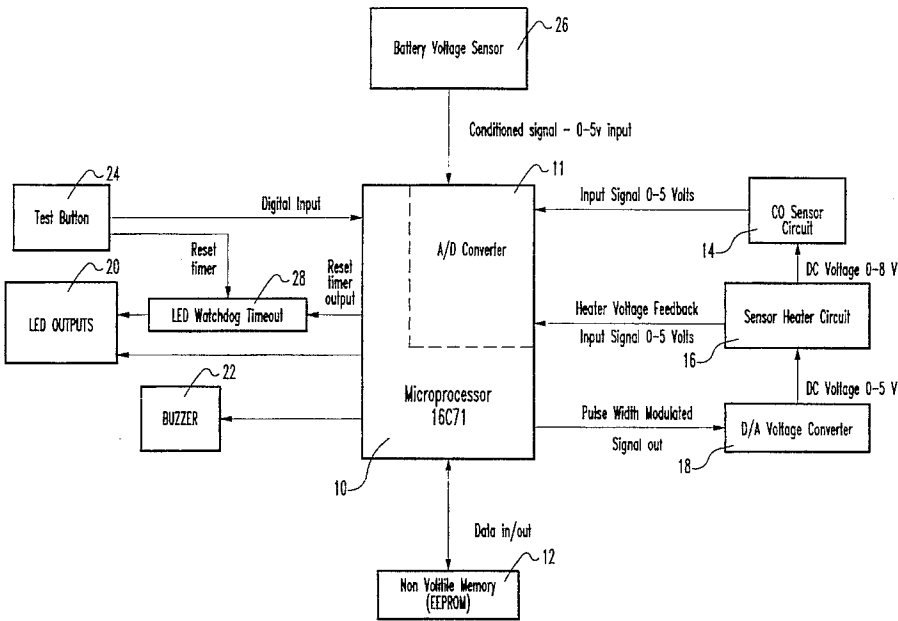 26
Battery Voltage Sensor
Conditioned signal - 0-5v input
24
Test Button
Digital Input
Reset
timer
20
LED OUTPUTS
28
LED Watchdog Timeout
Reset
timer
output
22
BUZZER
11
A/D Converter
Microprocessor
16C71
10
Input Signal 0-5 Volts
CO Sensor
Circuit
14
DC Voltage 0-8 V
Heater Voltage Feedback
Input Signal 0-5 Volts
Sensor Heater Circuit
16
DC Voltage 0-5 V
Pulse Width Modulated
Signal out
D/A Voltage Converter
18
Data in/out
12
Non Volitile Memory
(EEPROM)